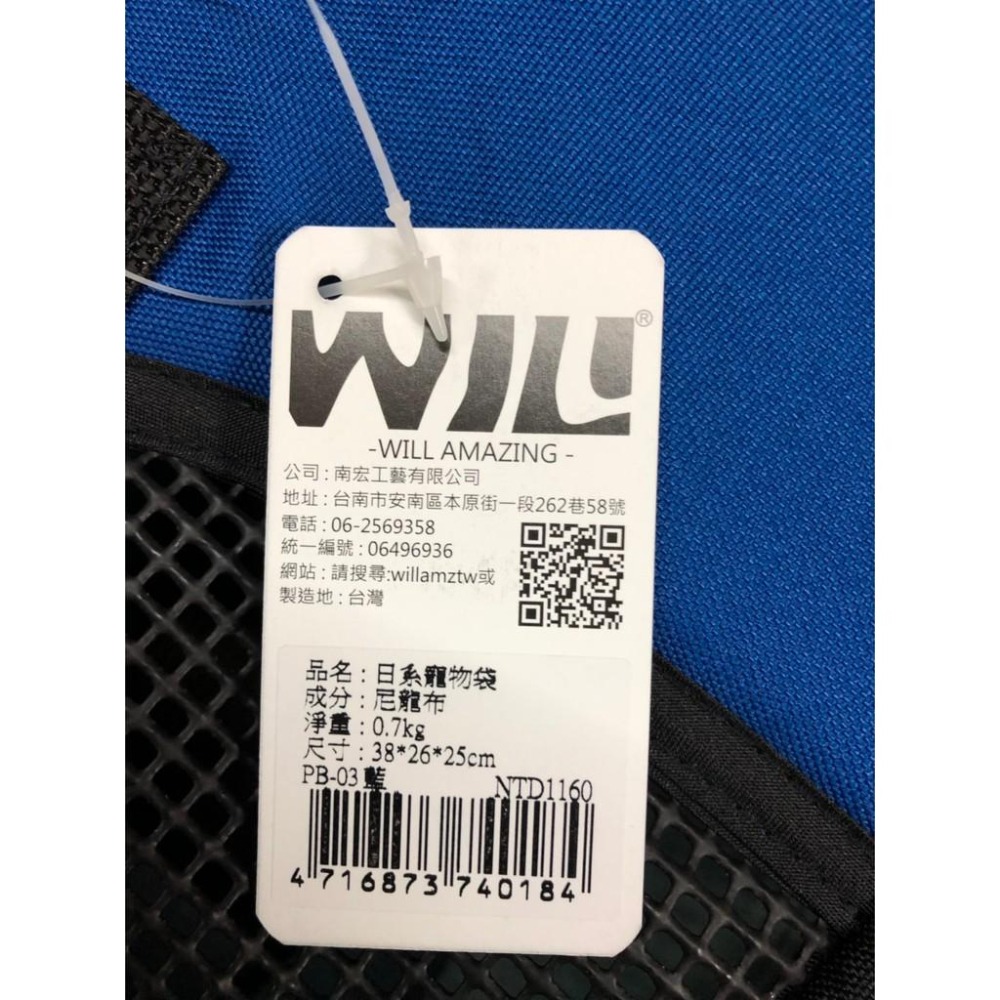 WILL®
-WILL AMAZING -
公司 : 南宏工藝有限公司
地址 : 台南市安南區本原街一段262巷58號
電話 : 06-2569358
統一編號 : 06496936
網站 : 請搜尋:willamztw或
製造地 : 台灣
品名 : 日系寵物袋
成分 : 尼龍布
淨重 : 0.7kg
尺寸 : 38*26*25cm
PB-03 藍 NTD1160
4 716873 740184